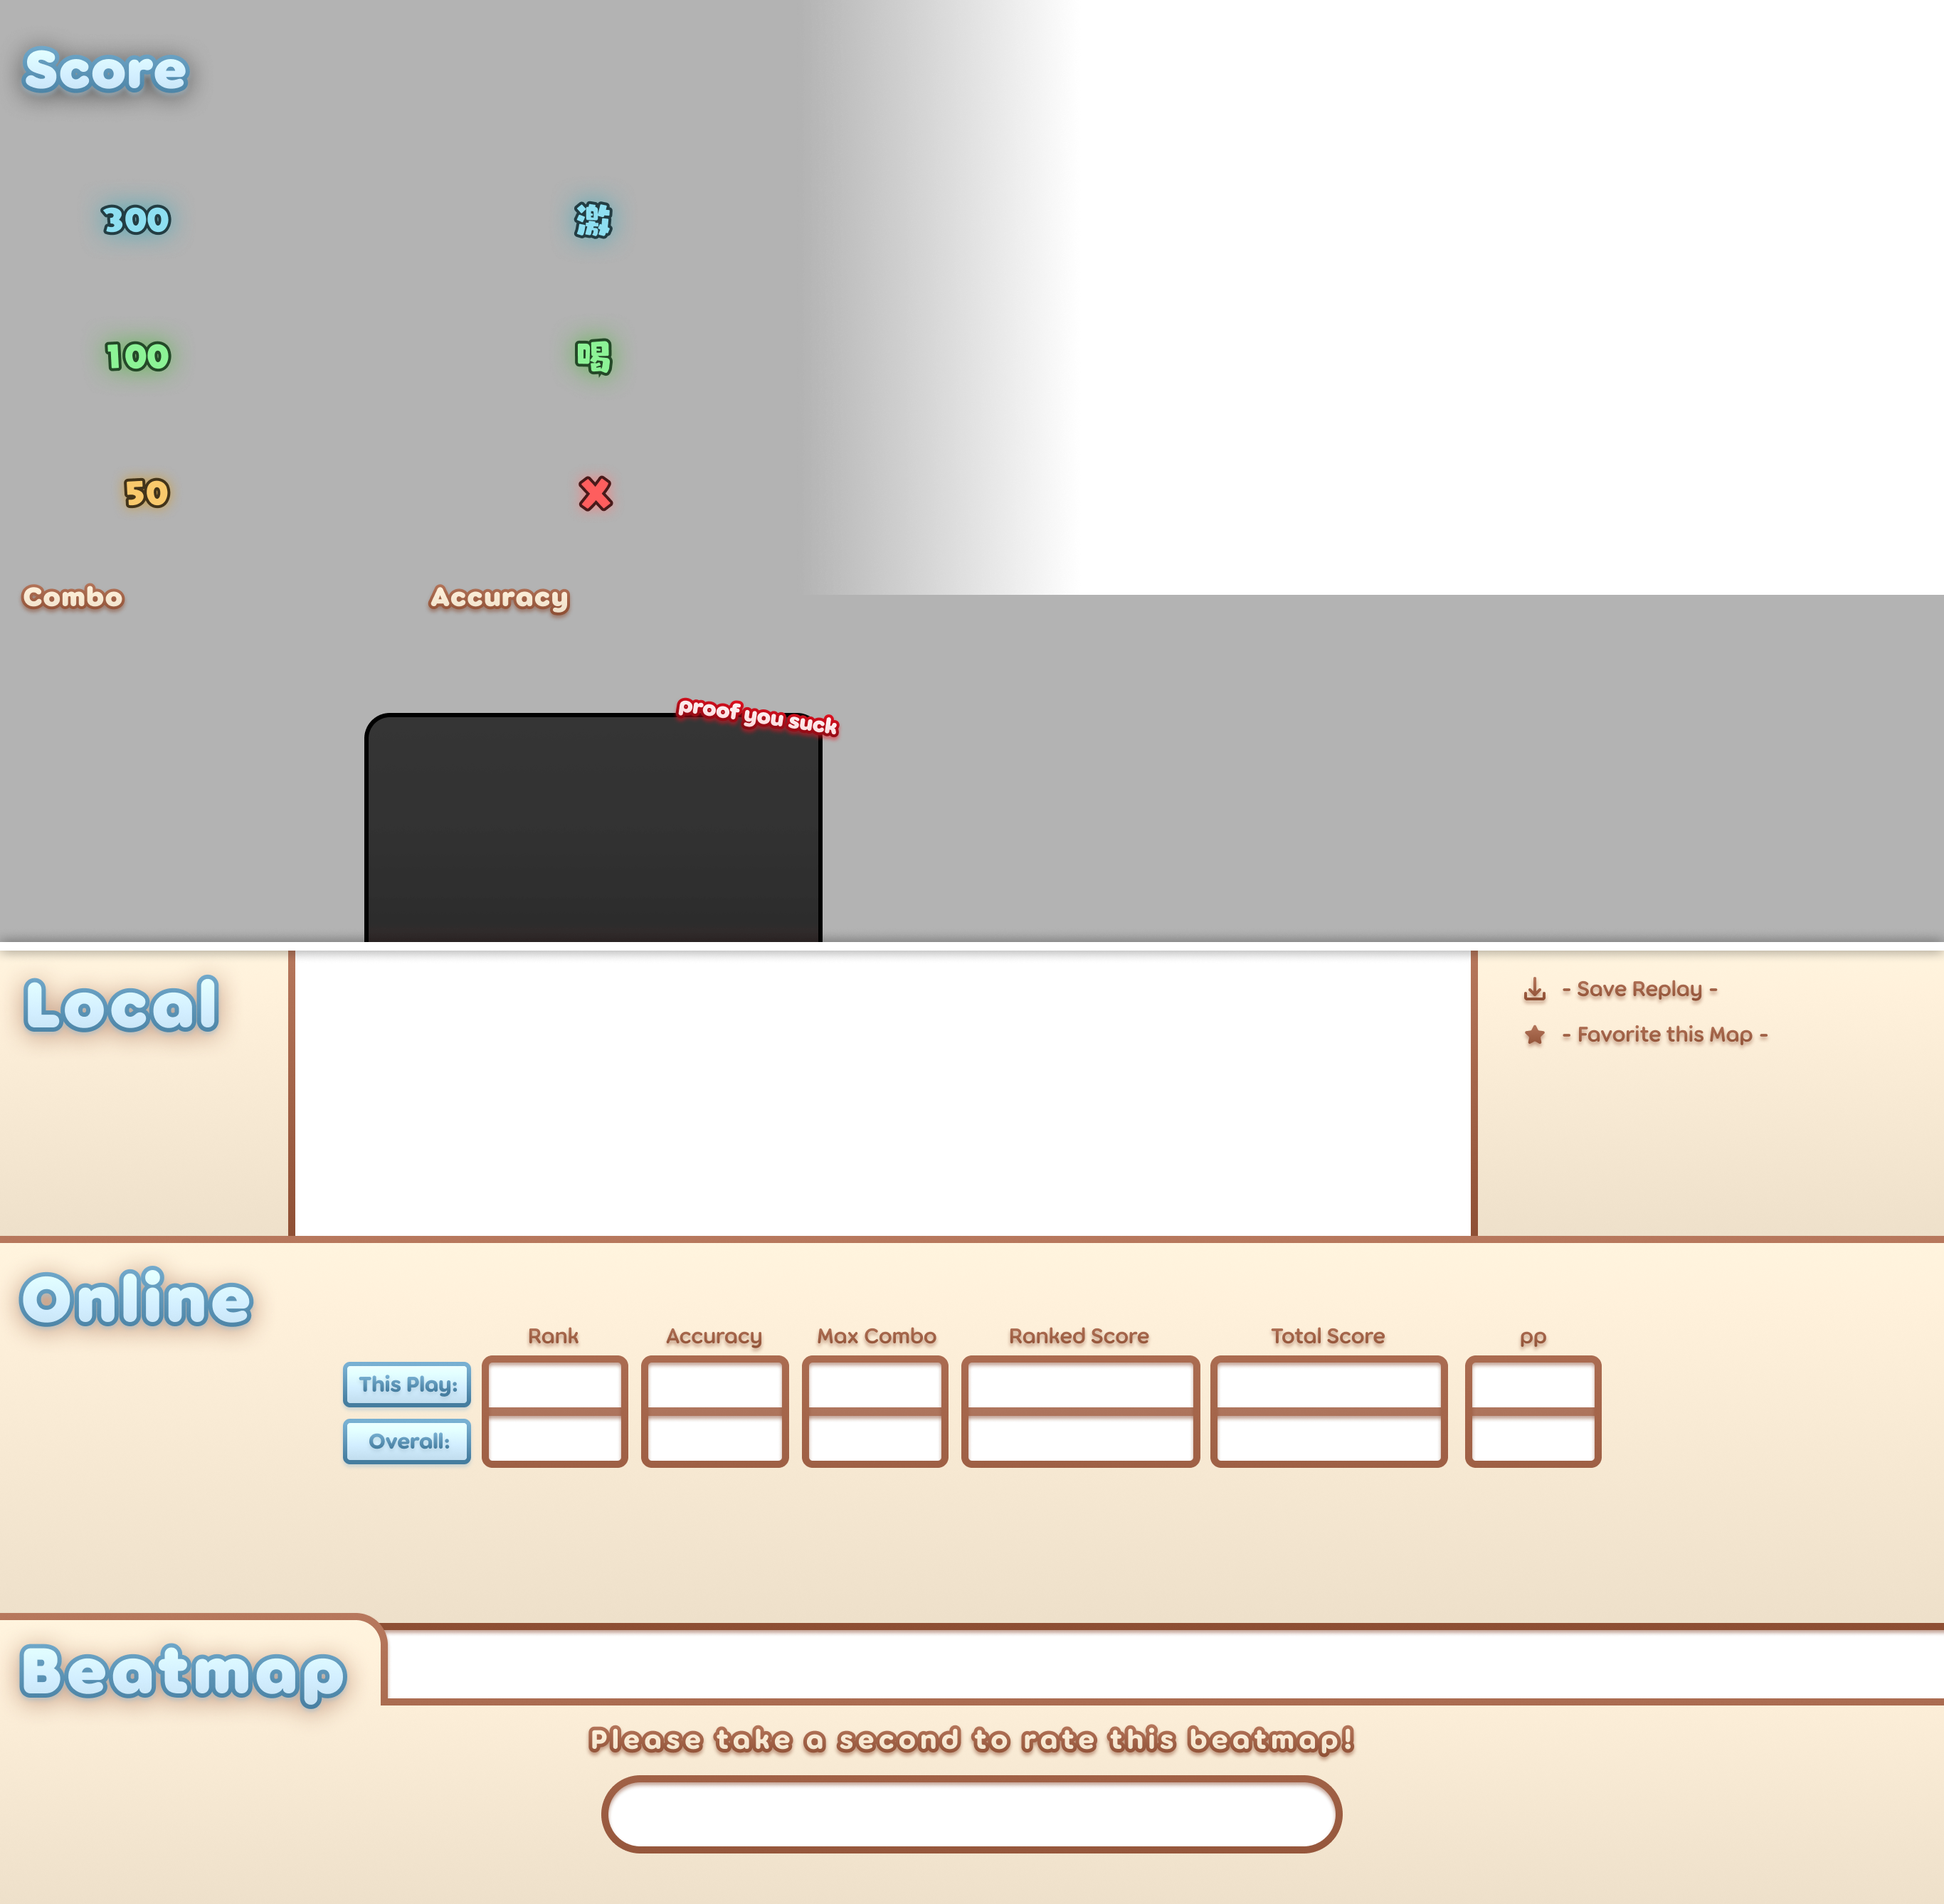 Score
300 激
100 喝
50 X
Combo Accuracy
proof you suck
Local
- Save Replay -
- Favorite this Map -
Online
Rank Accuracy Max Combo Ranked Score Total Score pp
This Play:
Overall:
Beatmap
Please take a second to rate this beatmap!